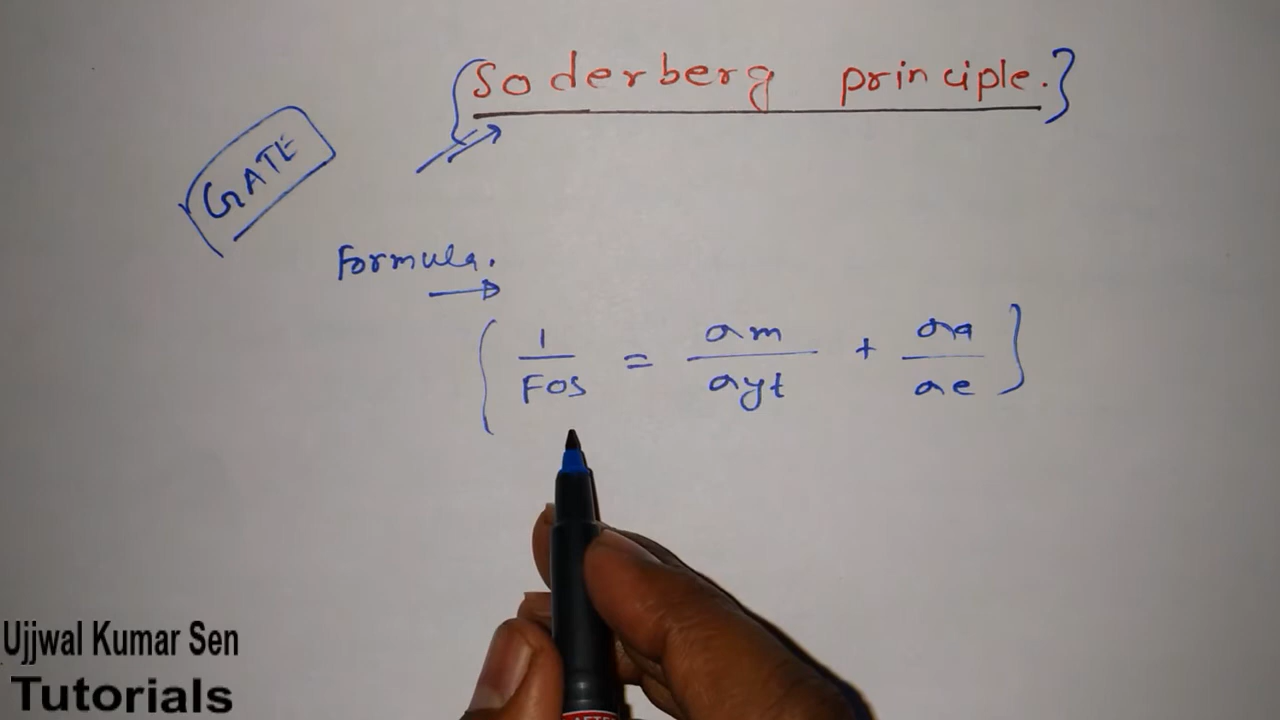 Soderberg principle.
GATE
Formula.
1/FOS = σm/σyt + σa/σe
Ujjwal Kumar Sen
Tutorials